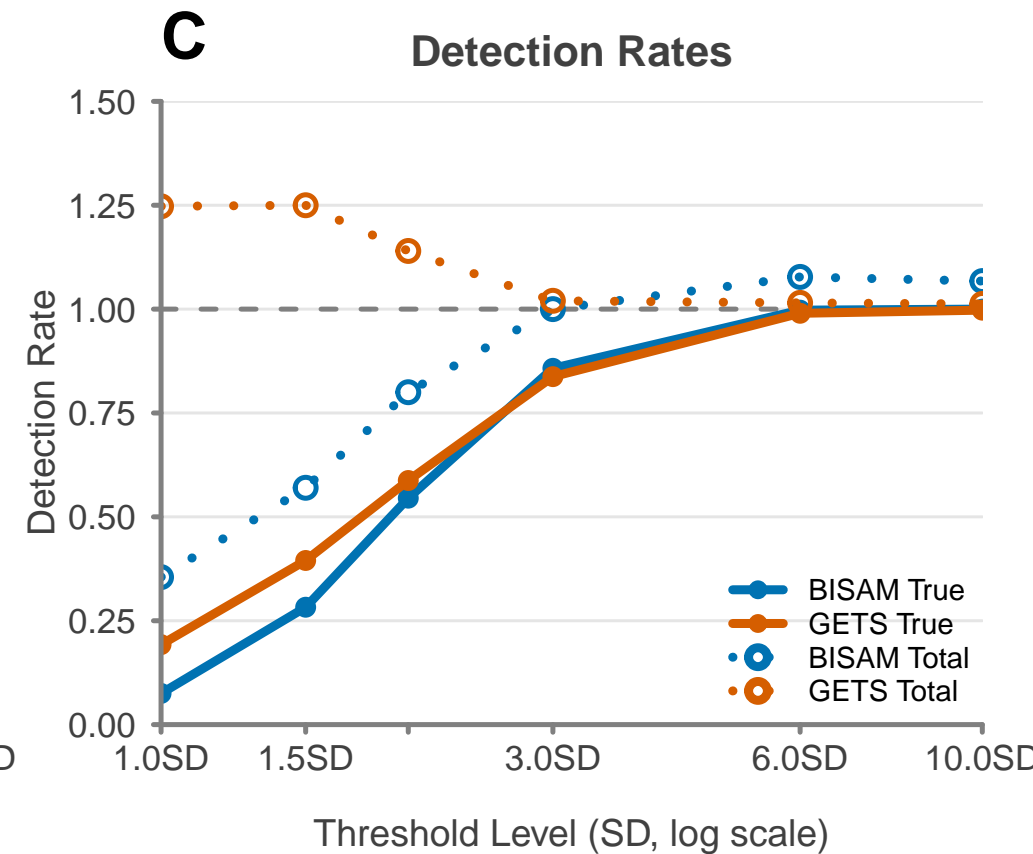 C
Detection Rates
1.50
1.25
1.00
0.75
0.50
0.25
0.00
Detection Rate
BISAM True
GETS True
BISAM Total
GETS Total
D 1.0SD 1.5SD 3.0SD 6.0SD 10.0SD
Threshold Level (SD, log scale)